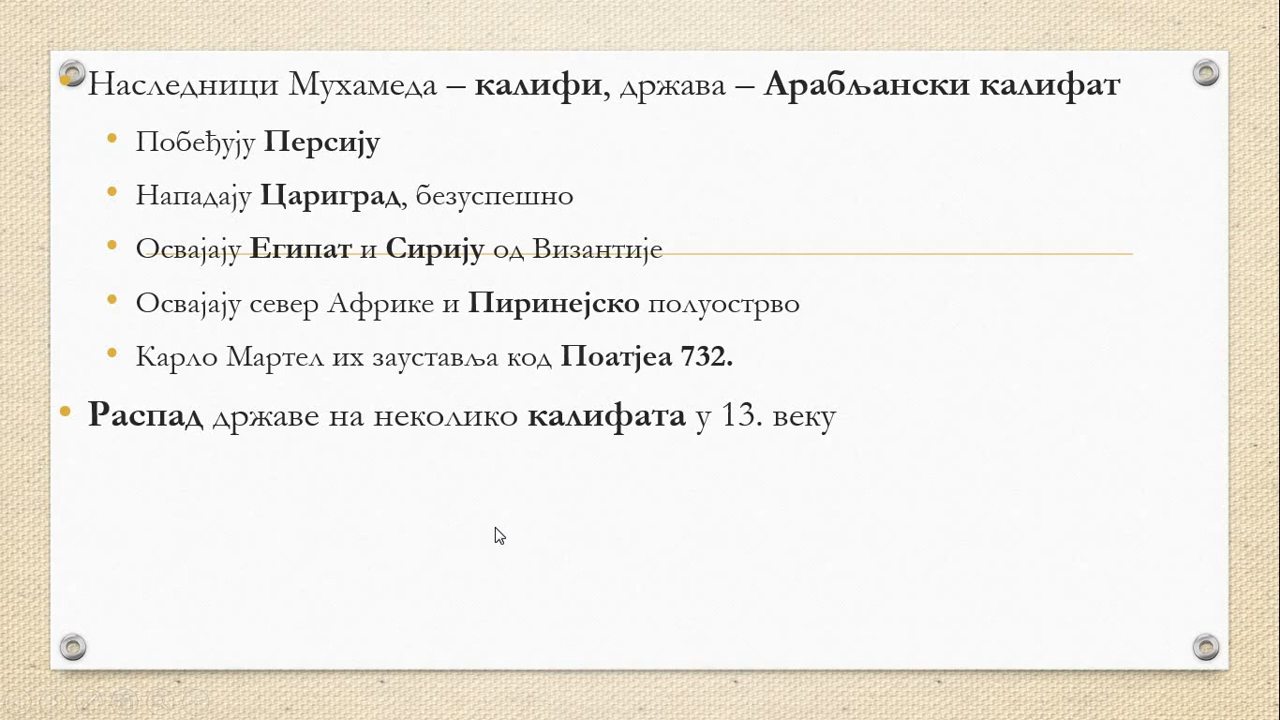 Наследници Мухамеда – калифи, држава – Арабљански калифат
Побеђују Персију
Нападају Цариград, безуспешно
Освајају Египат и Сирију од Византије
Освајају север Африке и Пиринејско полуострво
Карло Мартел их зауставља код Поатјеа 732.
Распад државе на неколико калифата у 13. веку